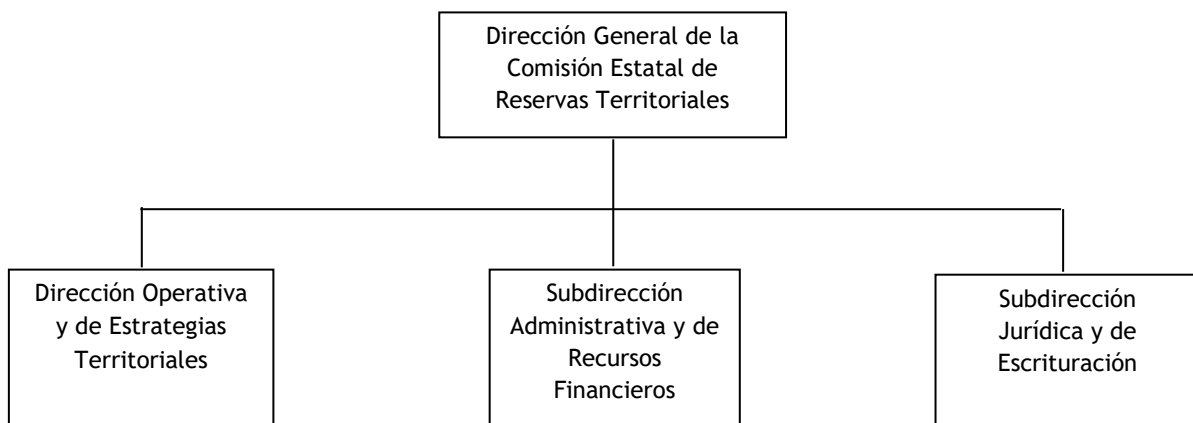 Dirección General de la
Comisión Estatal de
Reservas Territoriales
Dirección Operativa
y de Estrategias
Territoriales
Subdirección
Administrativa y de
Recursos
Financieros
Subdirección
Jurídica y de
Escrituración